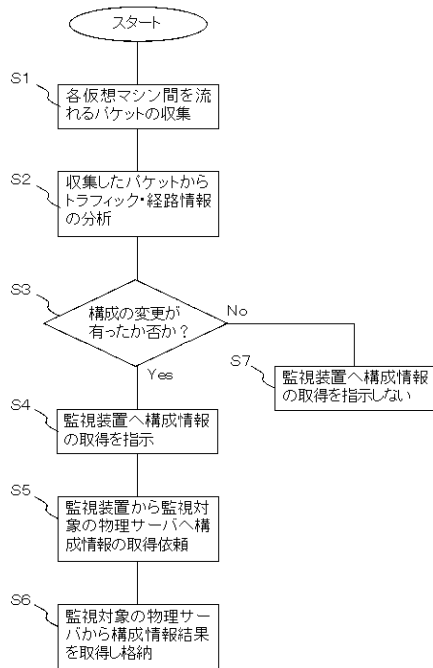 スタート
S1
各仮想マシン間を流
れるパケットの収集
S2
収集したパケットから
トラフィック・経路情報
の分析
S3
構成の変更が
有ったか否か？
No
Yes
S7
監視装置へ構成情報
の取得を指示しない
S4
監視装置へ構成情報
の取得を指示
S5
監視装置から監視対
象の物理サーバへ構
成情報の取得依頼
S6
監視対象の物理サー
バから構成情報結果
を取得し格納